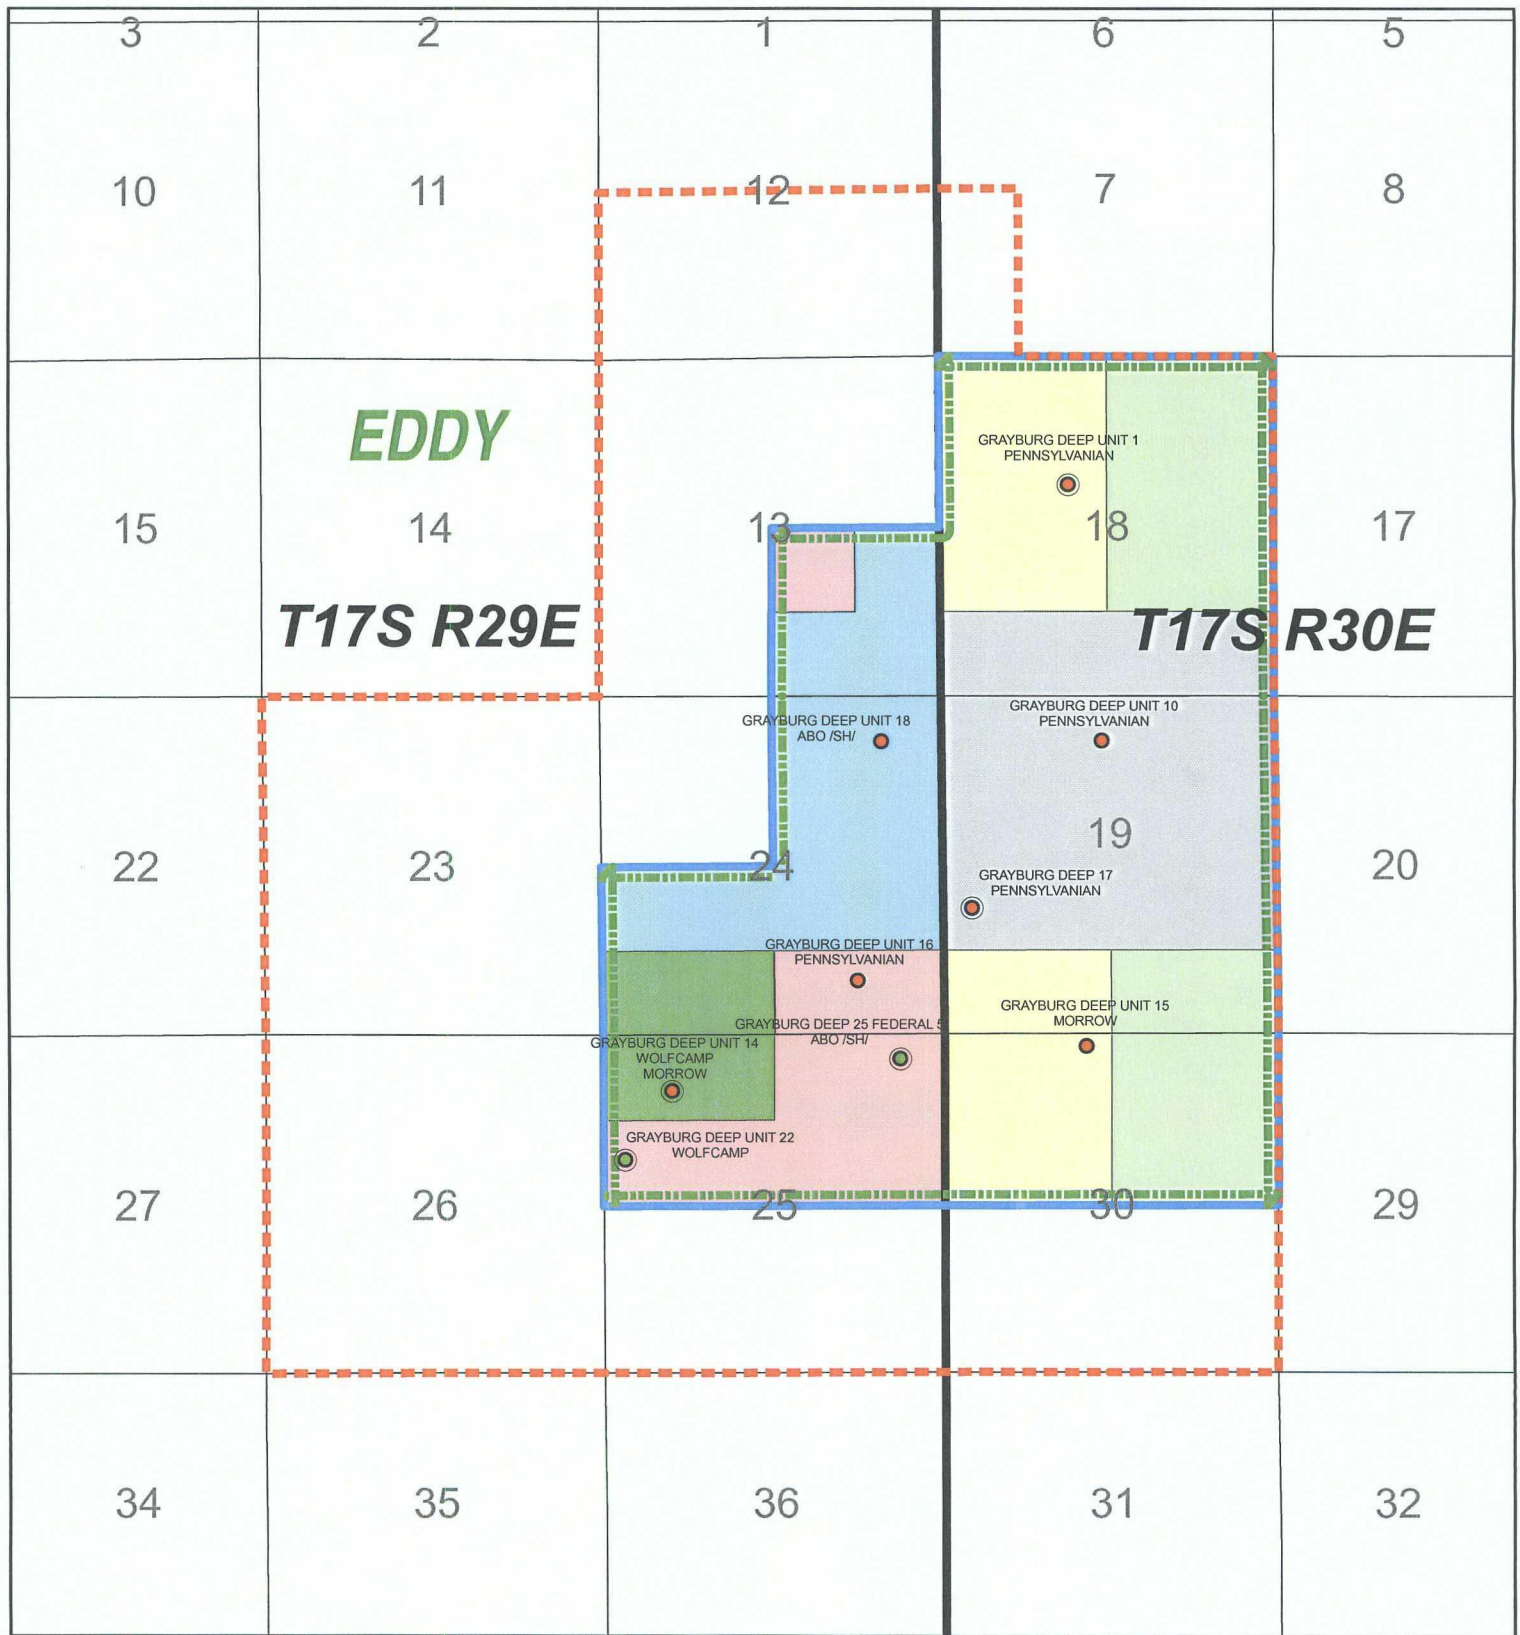 3
2
1
6
5
10
11
12
7
8
EDDY
GRAYBURG DEEP UNIT 1
PENNSYLVANIAN
15
14
13
18
17
T17S R29E
T17S R30E
GRAYBURG DEEP UNIT 18
ABO /SH/
GRAYBURG DEEP UNIT 10
PENNSYLVANIAN
22
23
24
19
20
GRAYBURG DEEP 17
PENNSYLVANIAN
GRAYBURG DEEP UNIT 16
PENNSYLVANIAN
GRAYBURG DEEP UNIT 15
MORROW
GRAYBURG DEEP 25 FEDERAL 5
ABO /SH/
GRAYBURG DEEP UNIT 14
WOLFCAMP
MORROW
GRAYBURG DEEP UNIT 22
WOLFCAMP
27
26
25
30
29
34
35
36
31
32